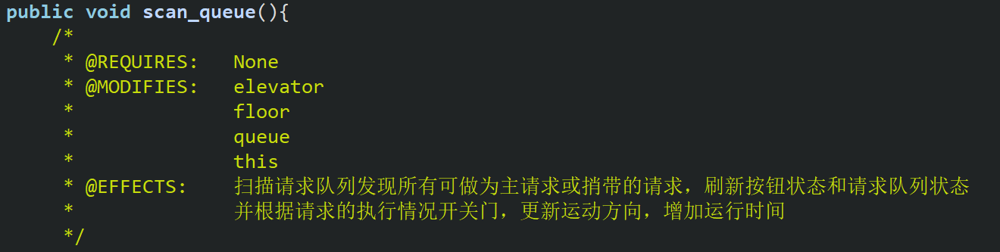 public void scan_queue(){
/*
* @REQUIRES: None
* @MODIFIES: elevator
* floor
* queue
* this
* @EFFECTS: 扫描请求队列发现所有可做为主请求或捎带的请求，刷新按钮状态和请求队列状态
* 并根据请求的执行情况开关门，更新运动方向，增加运行时间
*/